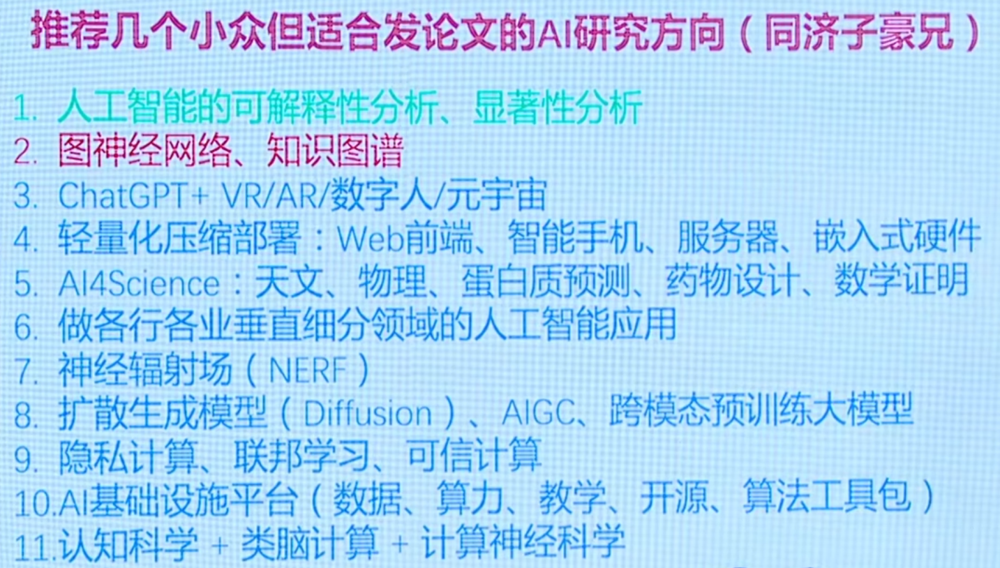 推荐几个小众但适合发论文的AI研究方向（同济子豪兄）
1. 人工智能的可解释性分析、显著性分析
2. 图神经网络、知识图谱
3. ChatGPT+ VR/AR/数字人/元宇宙
4. 轻量化压缩部署：Web前端、智能手机、服务器、嵌入式硬件
5. AI4Science：天文、物理、蛋白质预测、药物设计、数学证明
6. 做各行各业垂直细分领域的人工智能应用
7. 神经辐射场（NERF）
8. 扩散生成模型（Diffusion）、AIGC、跨模态预训练大模型
9. 隐私计算、联邦学习、可信计算
10.AI基础设施平台（数据、算力、教学、开源、算法工具包）
11.认知科学 + 类脑计算 + 计算神经科学